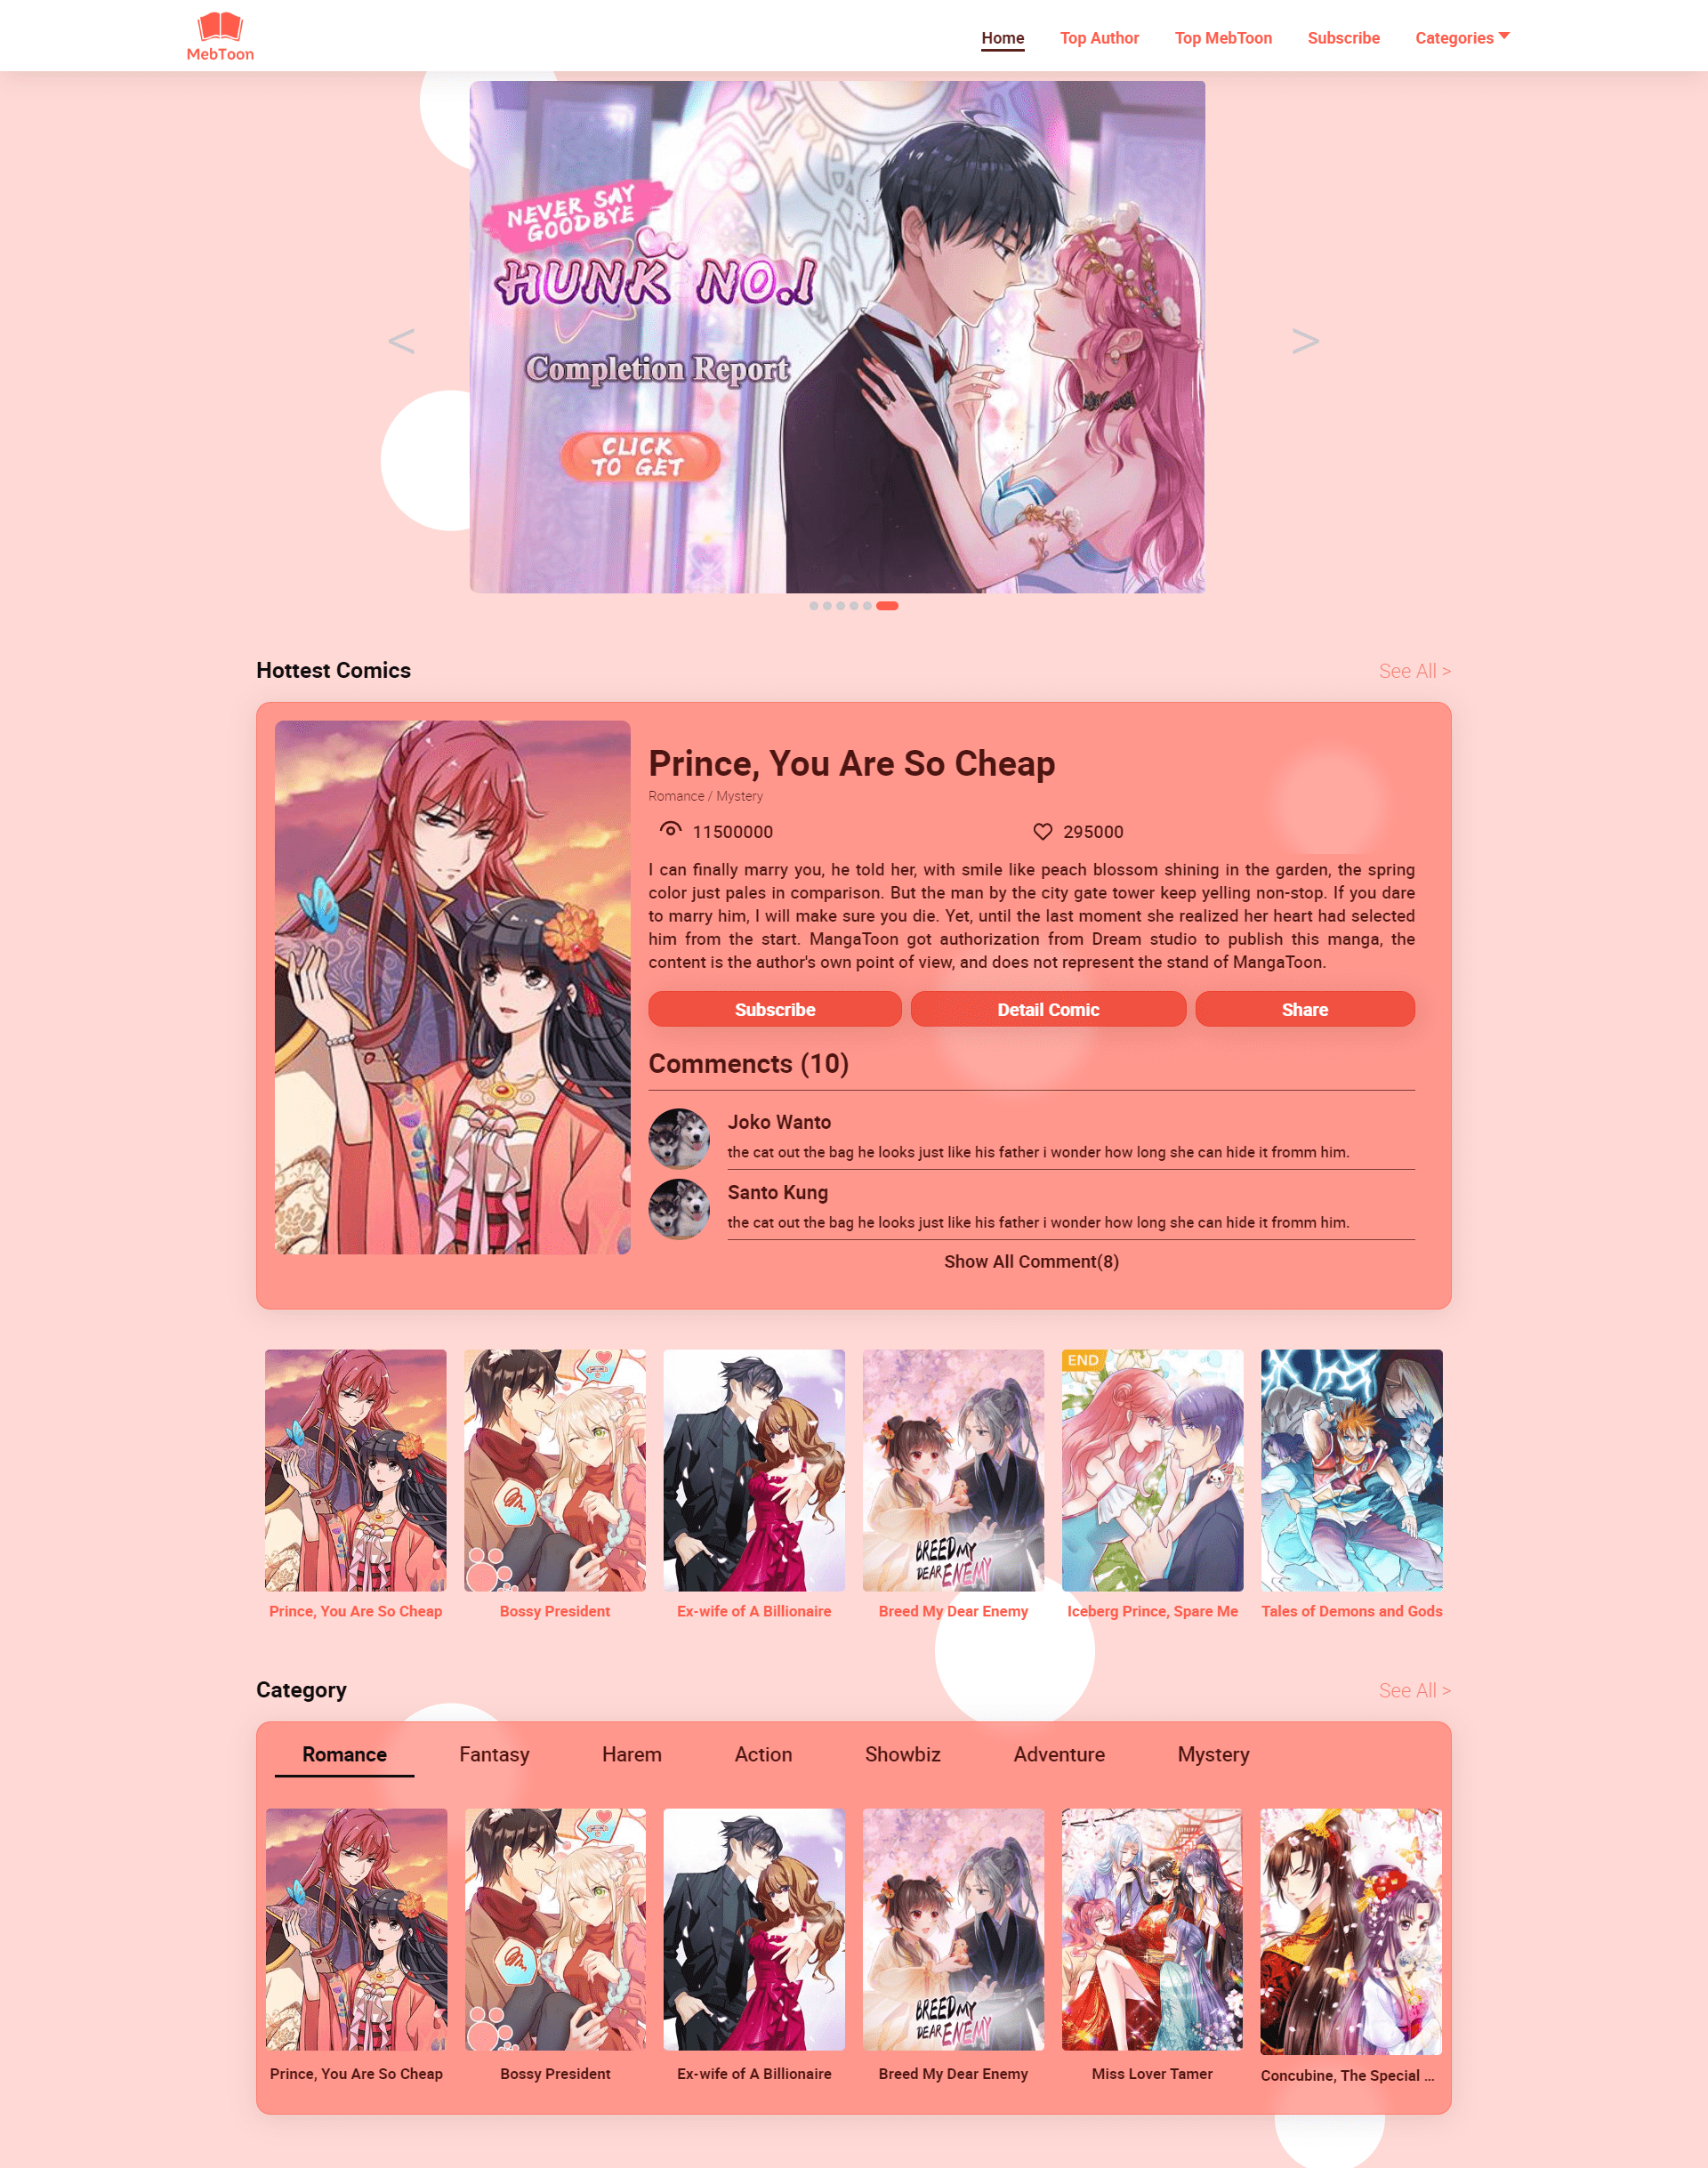 MebToon
Home
Top Author
Top MebToon
Subscribe
Categories
NEVER SAY
GOODBYE
HUNK NO.1
Completion Report
CLICK
TO GET
<
>
Hottest Comics
See All >
Prince, You Are So Cheap
Romance / Mystery
11500000
295000
I can finally marry you, he told her, with smile like peach blossom shining in the garden, the spring
color just pales in comparison. But the man by the city gate tower keep yelling non-stop. If you dare
to marry him, I will make sure you die. Yet, until the last moment she realized her heart had selected
him from the start. MangaToon got authorization from Dream studio to publish this manga, the
content is the author's own point of view, and does not represent the stand of MangaToon.
Subscribe
Detail Comic
Share
Commencts (10)
Joko Wanto
the cat out the bag he looks just like his father i wonder how long she can hide it fromm him.
Santo Kung
the cat out the bag he looks just like his father i wonder how long she can hide it fromm him.
Show All Comment(8)
BREED MY
DEAR ENEMY
END
Prince, You Are So Cheap
Bossy President
Ex-wife of A Billionaire
Breed My Dear Enemy
Iceberg Prince, Spare Me
Tales of Demons and Gods
Category
See All >
Romance
Fantasy
Harem
Action
Showbiz
Adventure
Mystery
BREED MY
DEAR ENEMY
Prince, You Are So Cheap
Bossy President
Ex-wife of A Billionaire
Breed My Dear Enemy
Miss Lover Tamer
Concubine, The Special ...